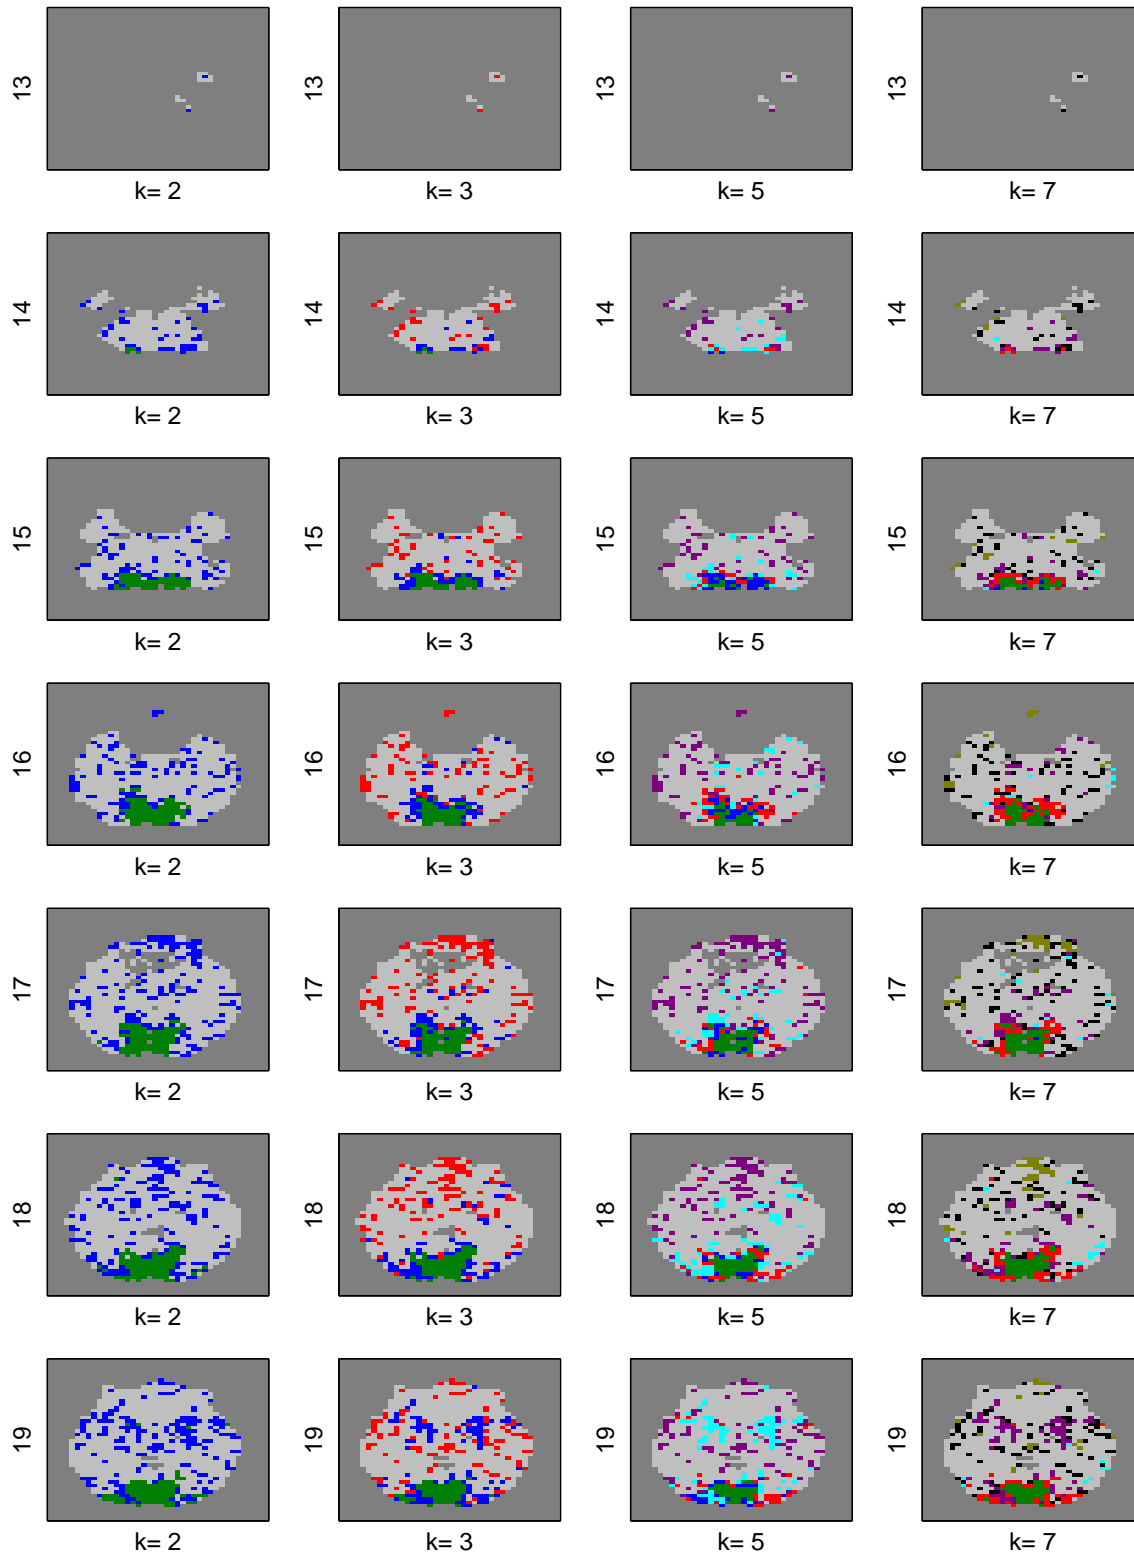 13 13 13 13
k= 2 k= 3 k= 5 k= 7
14 14 14 14
k= 2 k= 3 k= 5 k= 7
15 15 15 15
k= 2 k= 3 k= 5 k= 7
16 16 16 16
k= 2 k= 3 k= 5 k= 7
17 17 17 17
k= 2 k= 3 k= 5 k= 7
18 18 18 18
k= 2 k= 3 k= 5 k= 7
19 19 19 19
k= 2 k= 3 k= 5 k= 7